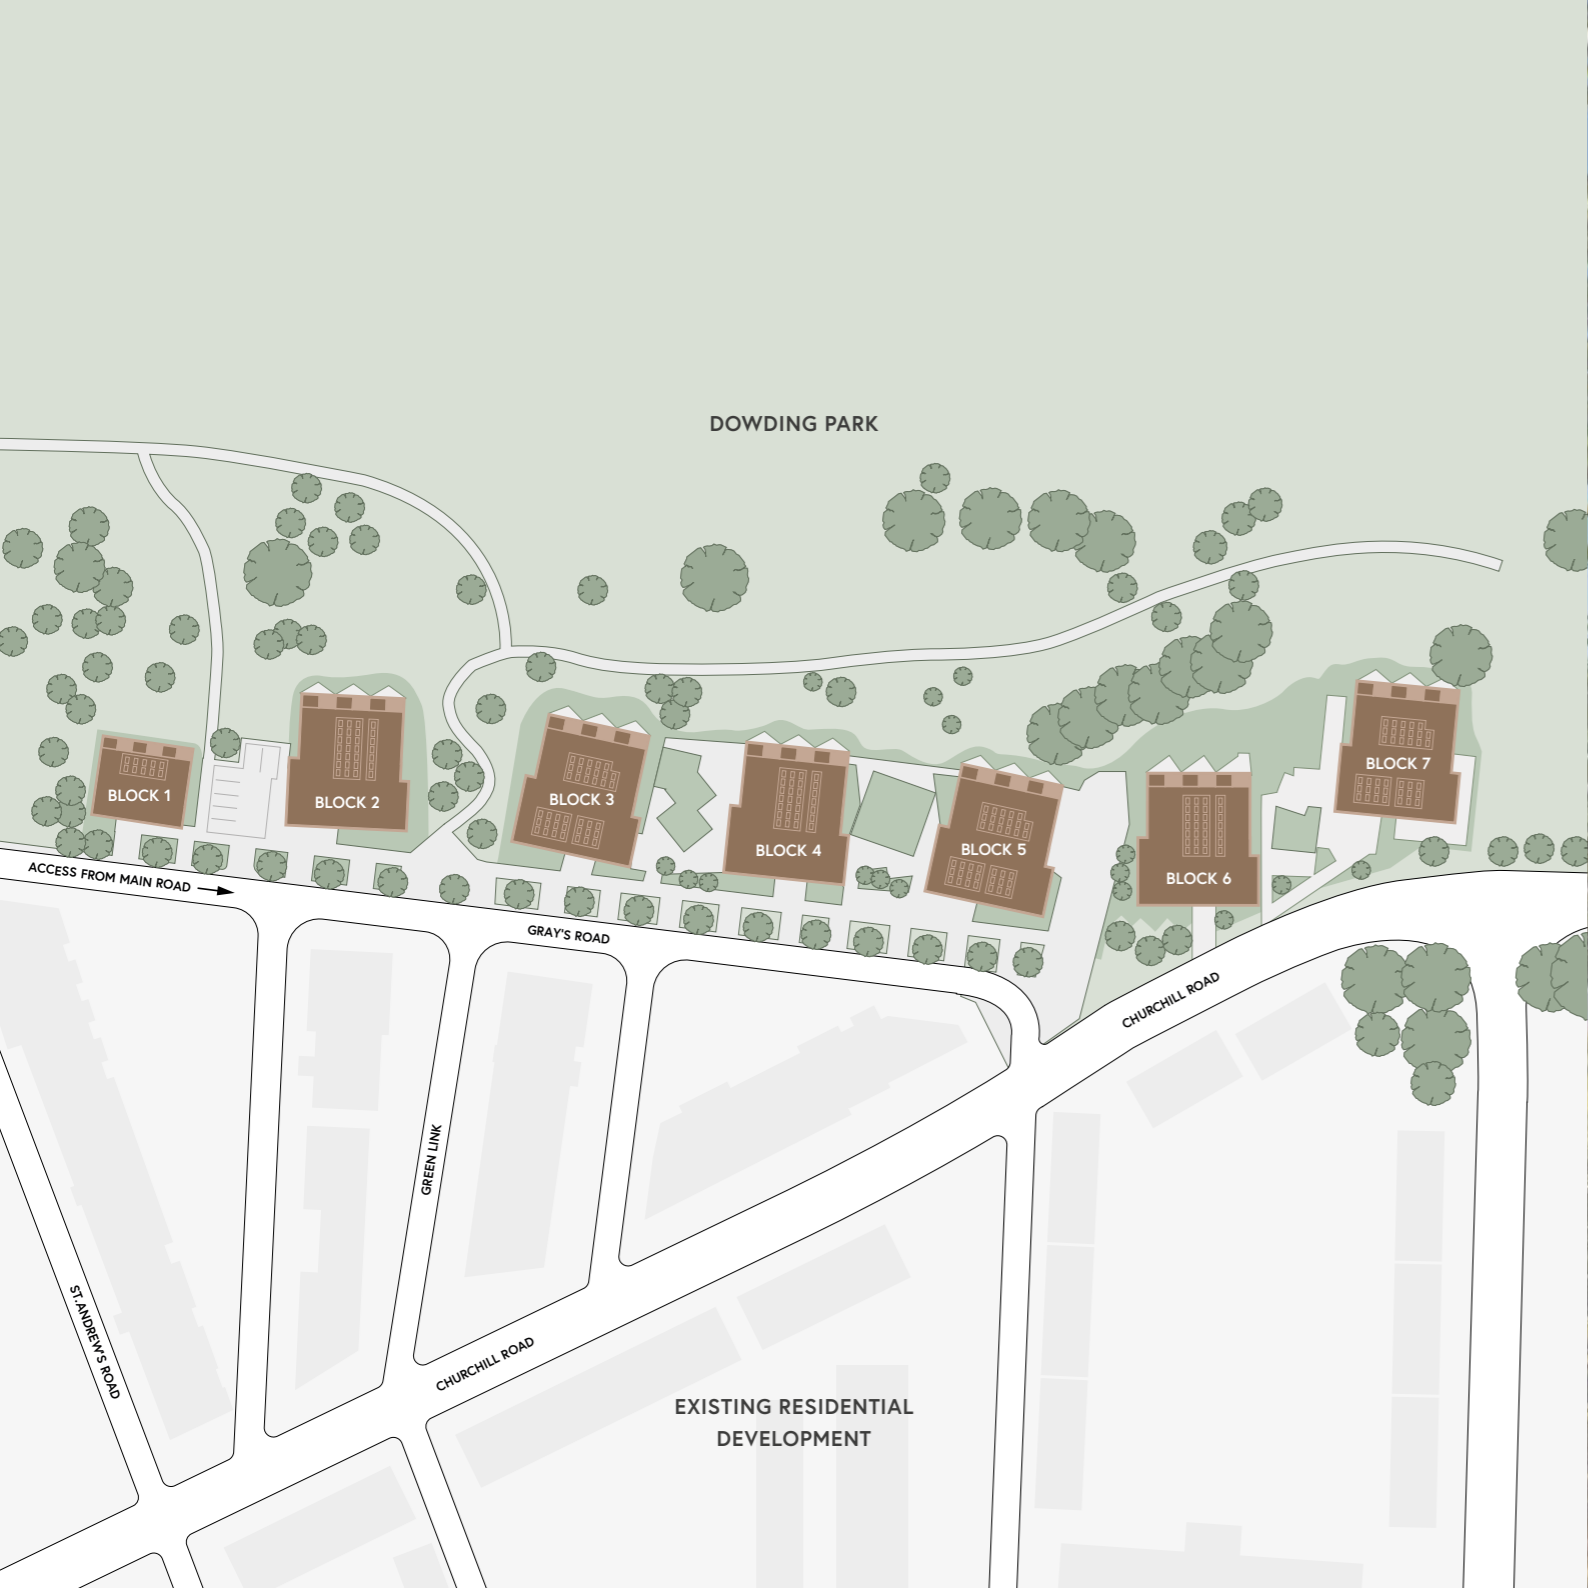 DOWDING PARK
BLOCK 1
BLOCK 2
BLOCK 3
BLOCK 4
BLOCK 5
BLOCK 6
BLOCK 7
ACCESS FROM MAIN ROAD
GRAY'S ROAD
CHURCHILL ROAD
GREEN LINK
ST.ANDREW'S ROAD
CHURCHILL ROAD
EXISTING RESIDENTIAL
DEVELOPMENT